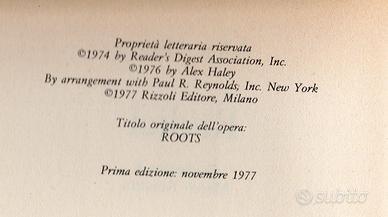 Proprietà letteraria riservata
©1974 by Reader's Digest Association, Inc.
©1976 by Alex Haley
By arrangement with Paul R. Reynolds, Inc. New York
©1977 Rizzoli Editore, Milano
Titolo originale dell'opera:
ROOTS
Prima edizione: novembre 1977
subito